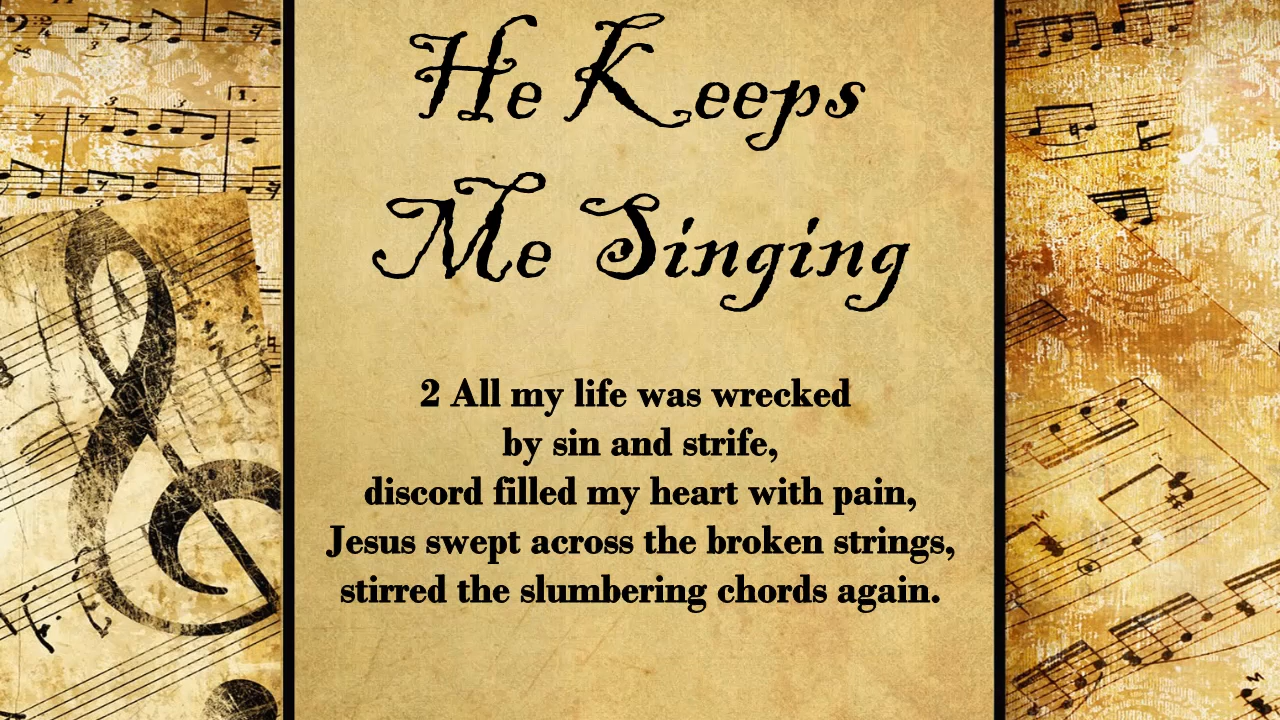 He Keeps
Me Singing
2 All my life was wrecked
by sin and strife,
discord filled my heart with pain,
Jesus swept across the broken strings,
stirred the slumbering chords again.